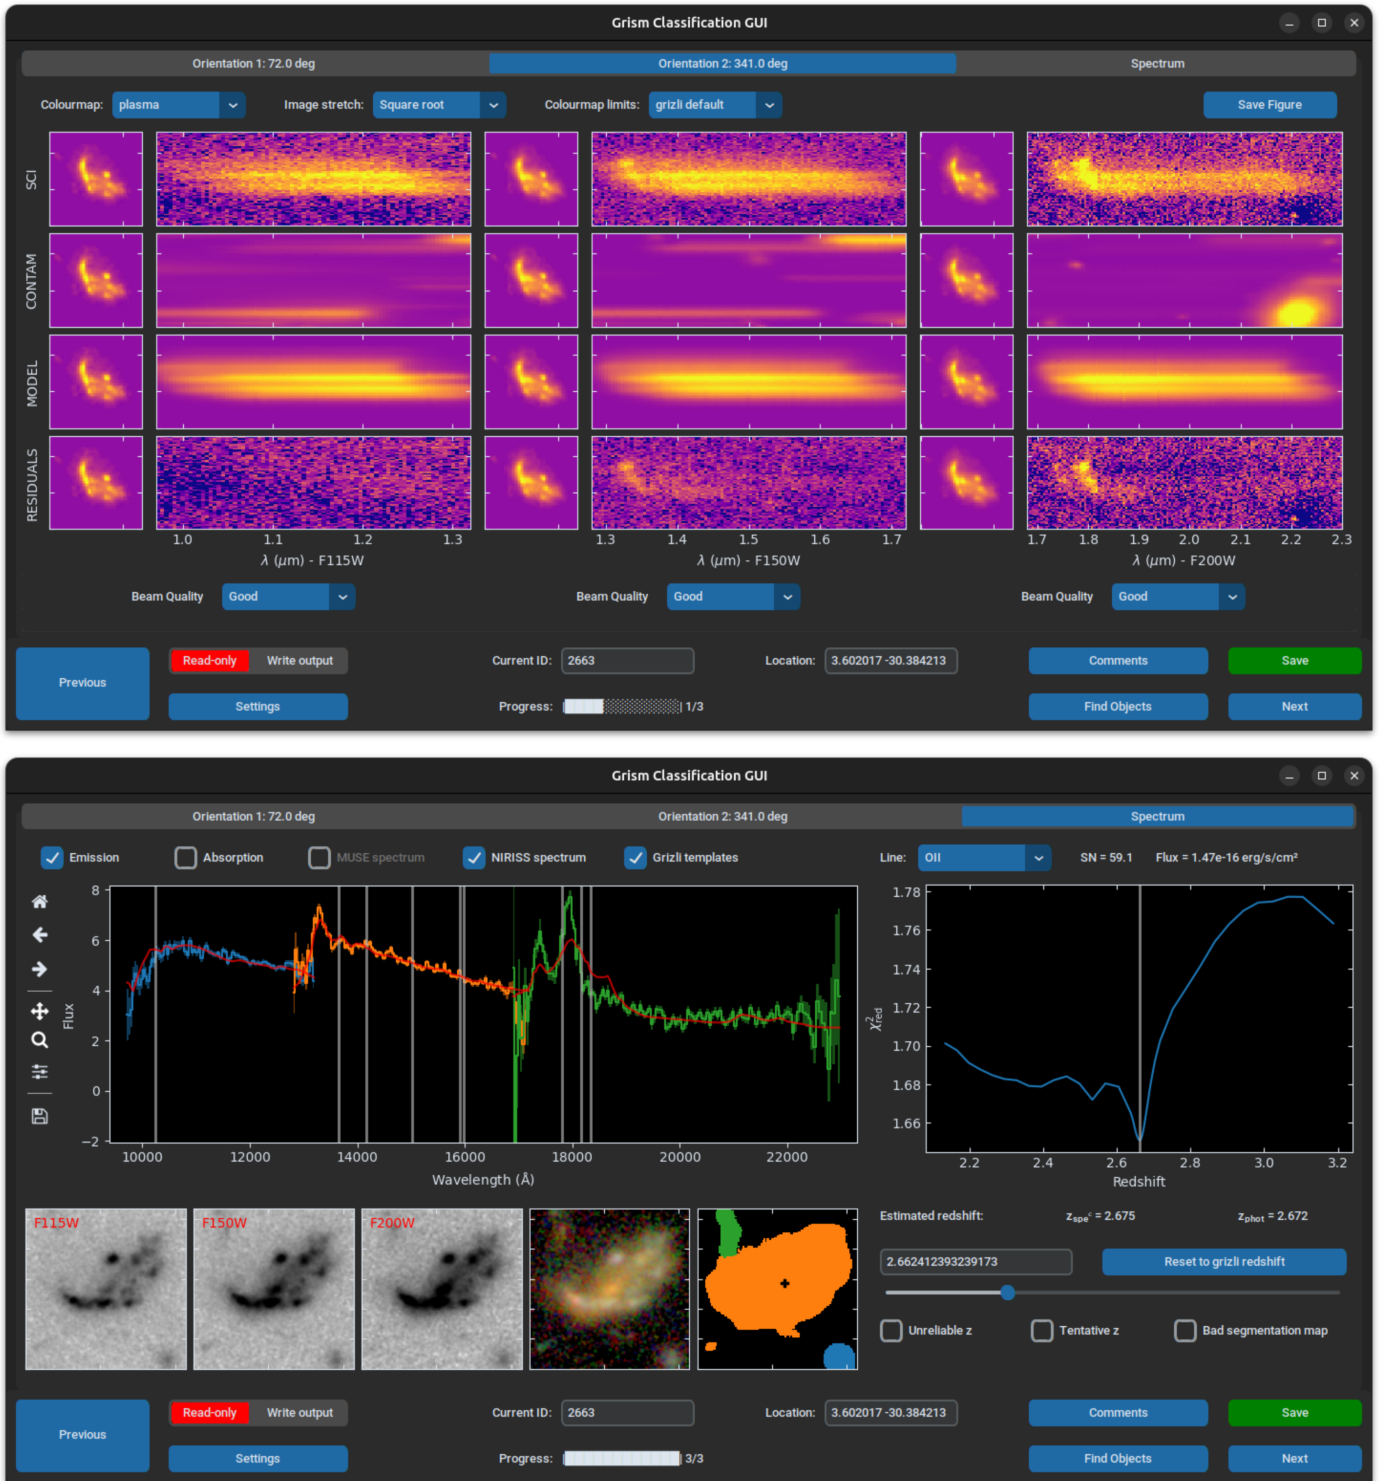 Grism Classification GUI
Orientation 1: 72.0 deg Orientation 2: 341.0 deg Spectrum
Colourmap: plasma Image stretch: Square root Colourmap limits: grizli default Save Figure
SCI
CONTAM
MODEL
RESIDUALS
1.0 1.1 1.2 1.3 1.3 1.4 1.5 1.6 1.7 1.7 1.8 1.9 2.0 2.1 2.2 2.3
λ (μm) - F115W λ (μm) - F150W λ (μm) - F200W
Beam Quality Good Beam Quality Good Beam Quality Good
Previous Read-only Write output Current ID: 2663 Location: 3.602017 -30.384213 Comments Save
Settings Progress: 1/3 Find Objects Next
Grism Classification GUI
Orientation 1: 72.0 deg Orientation 2: 341.0 deg Spectrum
Emission Absorption MUSE spectrum NIRISS spectrum Grizli templates Line: OII SN = 59.1 Flux = 1.47e-16 erg/s/cm²
Flux
8
6
4
2
0
−2
10000 12000 14000 16000 18000 20000 22000
Wavelength (Å)
χ²red
1.78
1.76
1.74
1.72
1.70
1.68
1.66
2.2 2.4 2.6 2.8 3.0 3.2
Redshift
F115W F150W F200W
Estimated redshift: zspec = 2.675 zphot = 2.672
2.662412393239173 Reset to grizli redshift
Unreliable z Tentative z Bad segmentation map
Previous Read-only Write output Current ID: 2663 Location: 3.602017 -30.384213 Comments Save
Settings Progress: 3/3 Find Objects Next